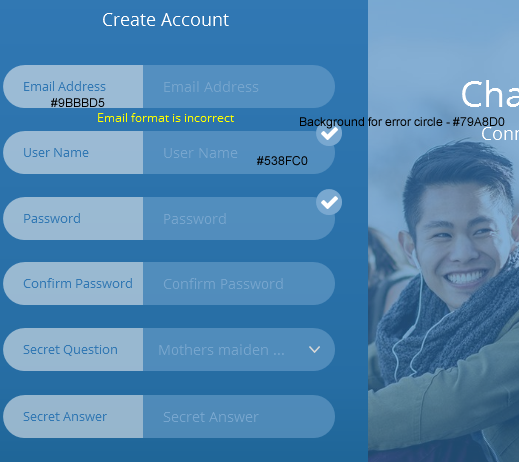 Create Account
Email Address Email Address
#9BBBD5
Email format is incorrect
Cha
Background for error circle - #79A8D0
Conn
User Name User Name
#538FC0
Password Password
Confirm Password Confirm Password
Secret Question Mothers maiden ...
Secret Answer Secret Answer